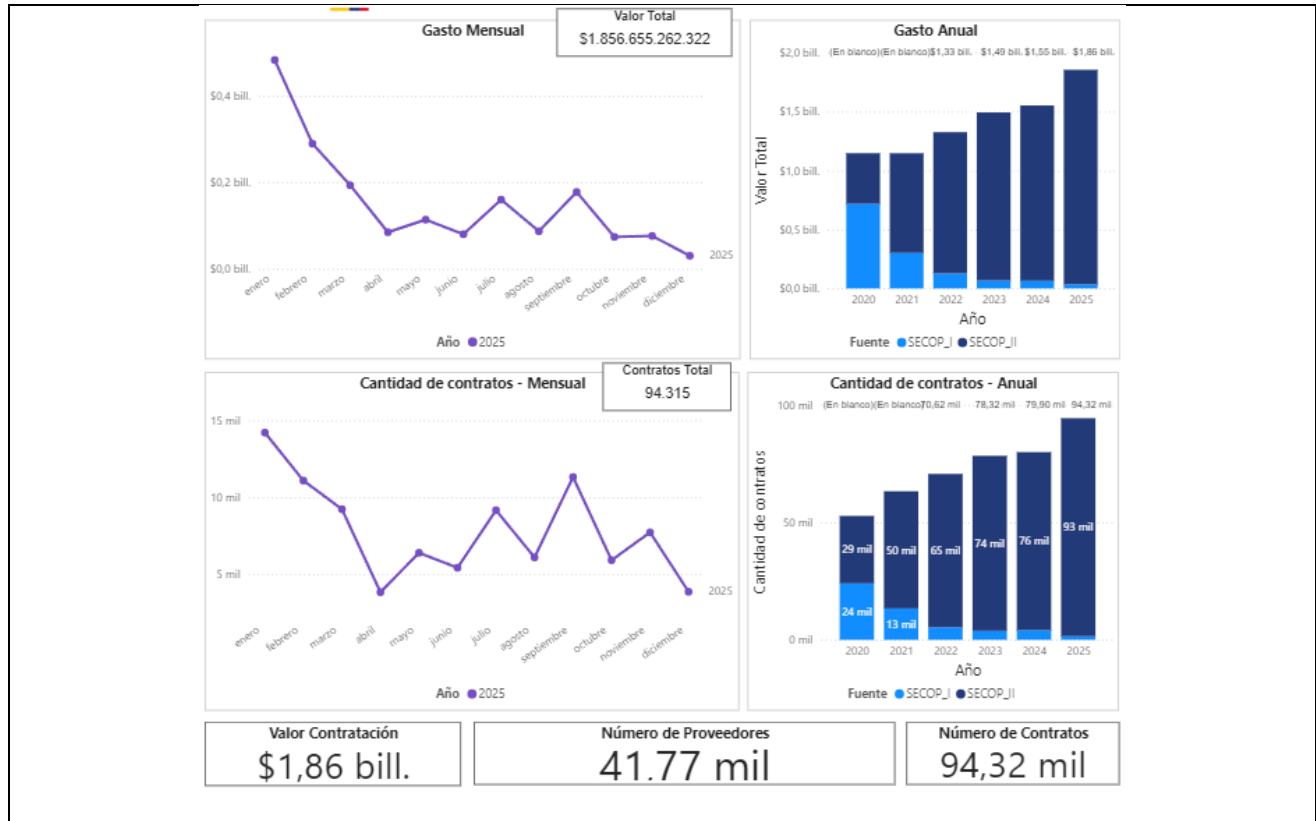 Gasto Mensual
Valor Total
$1.856.655.262.322
$0,4 bill.
$0,2 bill.
$0,0 bill.
2025
enero
febrero
marzo
abril
mayo
junio
julio
agosto
septiembre
octubre
noviembre
diciembre
Año 2025
Gasto Anual
$2,0 bill. (En blanco) (En blanco) $1,33 bill. $1,49 bill. $1,55 bill. $1,86 bill.
$1,5 bill.
$1,0 bill.
$0,5 bill.
$0,0 bill.
Valor Total
2020 2021 2022 2023 2024 2025
Año
Fuente SECOP_I SECOP_II
Cantidad de contratos - Mensual
Contratos Total
94.315
15 mil
10 mil
5 mil
2025
enero
febrero
marzo
abril
mayo
junio
julio
agosto
septiembre
octubre
noviembre
diciembre
Año 2025
Cantidad de contratos - Anual
100 mil (En blanco) (En blanco) 70,62 mil 78,32 mil 79,90 mil 94,32 mil
50 mil
0 mil
Cantidad de contratos
29 mil 50 mil 65 mil 74 mil 76 mil 93 mil
24 mil 13 mil
2020 2021 2022 2023 2024 2025
Año
Fuente SECOP_I SECOP_II
Valor Contratación
$1,86 bill.
Número de Proveedores
41.77 mil
Número de Contratos
94,32 mil